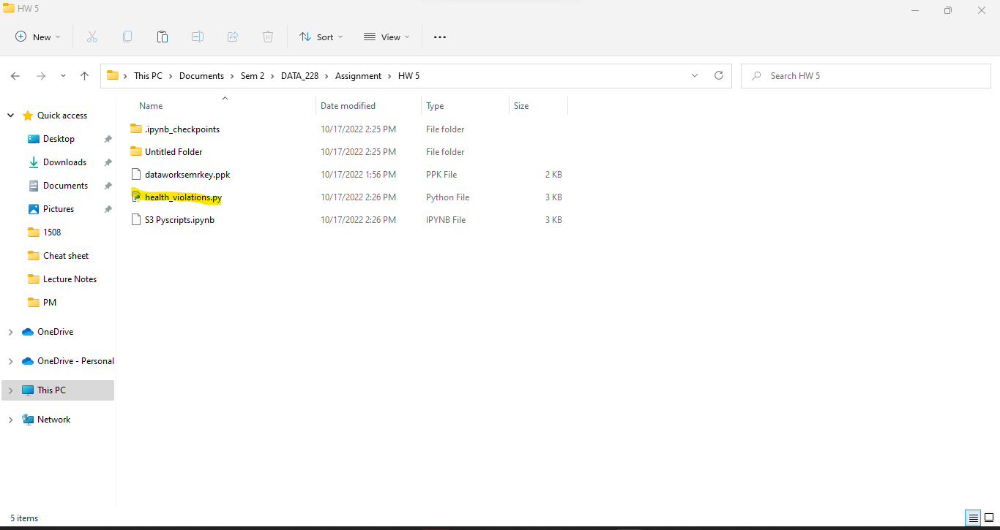 HW 5
New Sort View
This PC Documents Sem 2 DATA_228 Assignment HW 5 Search HW 5
Name Date modified Type Size
Quick access
Desktop
Downloads
Documents
Pictures
1508
Cheat sheet
Lecture Notes
PM
OneDrive
OneDrive - Personal
This PC
Network
.ipynb_checkpoints 10/17/2022 2:25 PM File folder
Untitled Folder 10/17/2022 2:25 PM File folder
dataworksemrkey.ppk 10/17/2022 1:56 PM PPK File 2 KB
health_violations.py 10/17/2022 2:26 PM Python File 3 KB
S3 Pyscripts.ipynb 10/17/2022 2:26 PM IPYNB File 3 KB
5 items